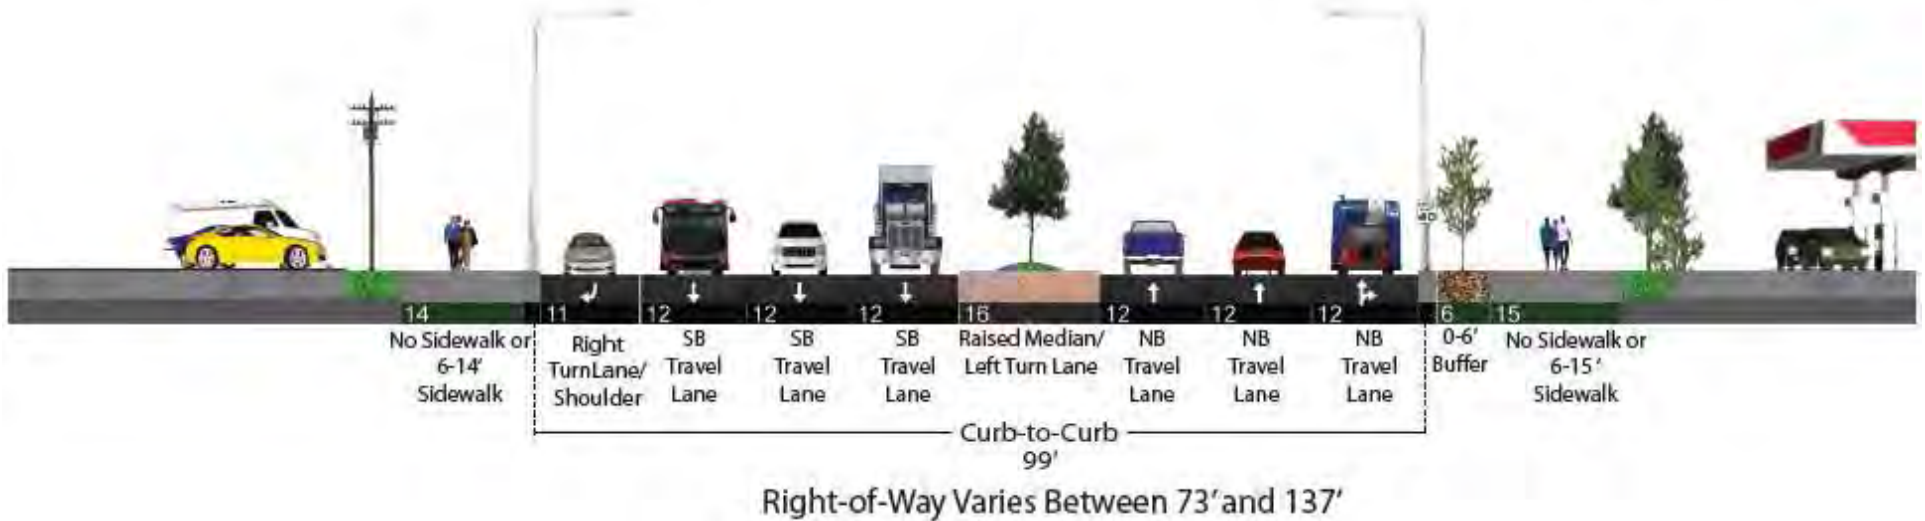 14
11
12
12
12
16
12
12
12
6
15
No Sidewalk or
6-14'
Sidewalk
Right
Turn Lane/
Shoulder
SB
Travel
Lane
SB
Travel
Lane
SB
Travel
Lane
Raised Median/
Left Turn Lane
NB
Travel
Lane
NB
Travel
Lane
NB
Travel
Lane
0-6'
Buffer
No Sidewalk or
6-15'
Sidewalk
Curb-to-Curb
99'
Right-of-Way Varies Between 73' and 137'